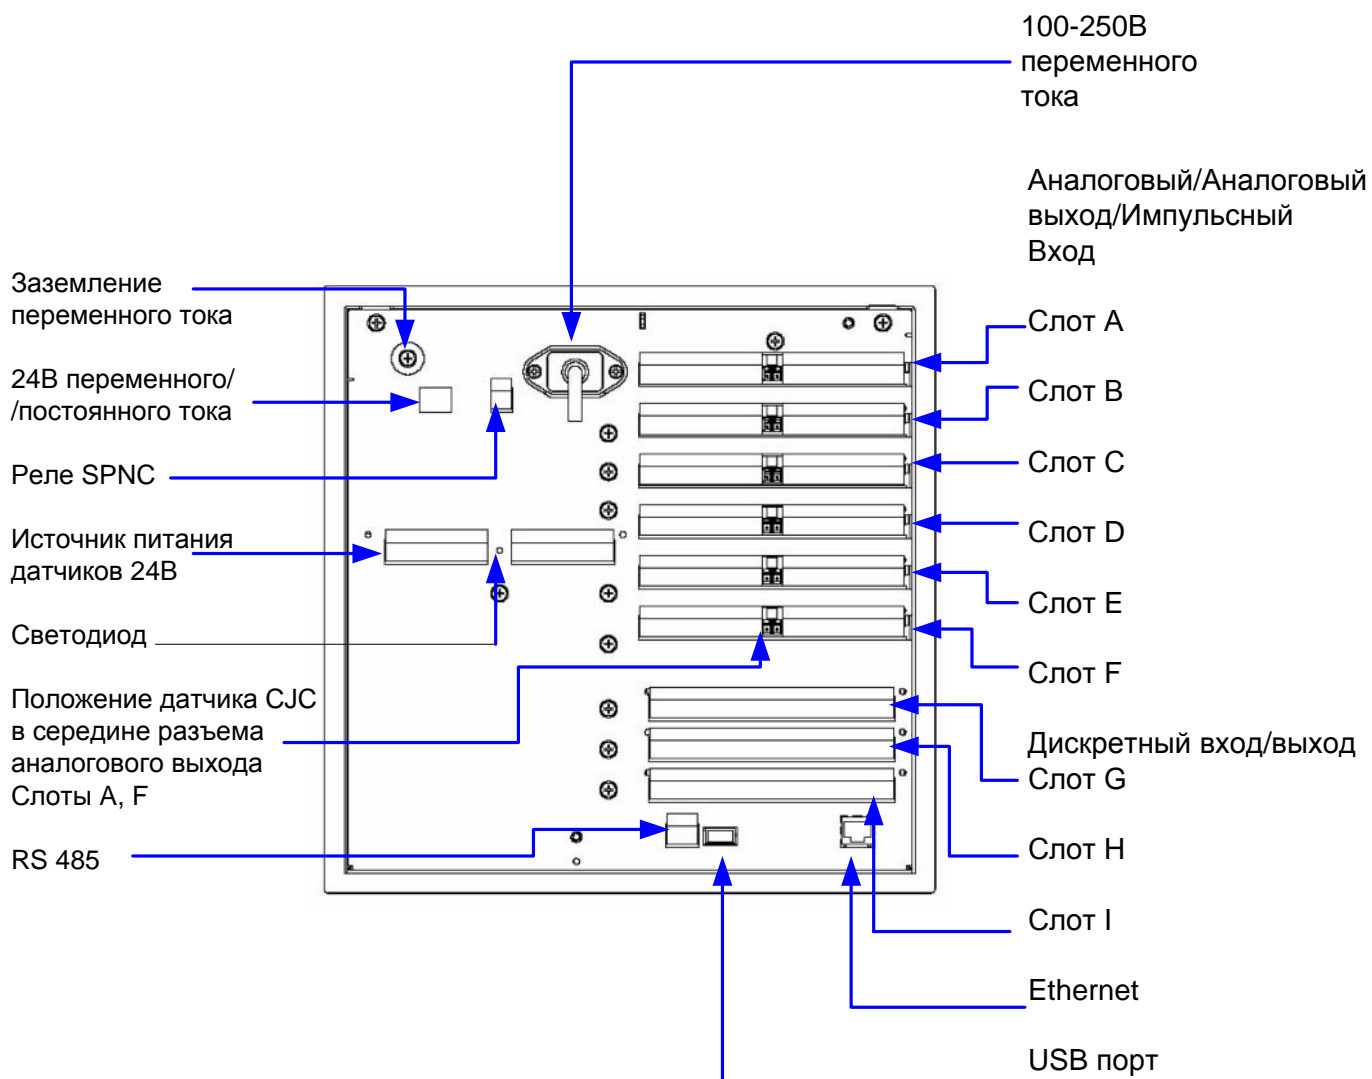 100-250В
переменного
тока
Аналоговый/Аналоговый
выход/Импульсный
Вход
Заземление
переменного тока
24В переменного/
/постоянного тока
Реле SPNC
Источник питания
датчиков 24В
Светодиод
Положение датчика CJC
в середине разъема
аналогового выхода
Слоты A, F
RS 485
Слот A
Слот B
Слот C
Слот D
Слот E
Слот F
Дискретный вход/выход
Слот G
Слот H
Слот I
Ethernet
USB порт